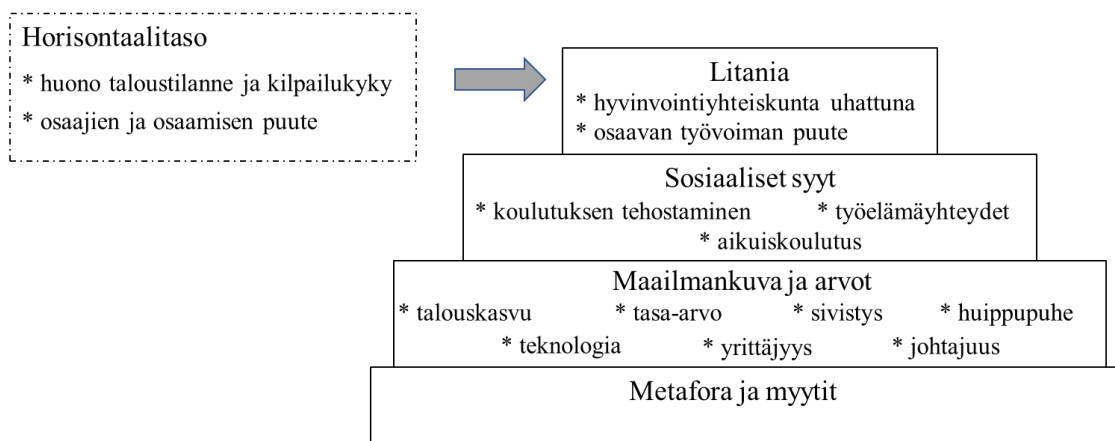 Horisontaalitaso
* huono taloustilanne ja kilpailukyky
* osaajien ja osaamisen puute
Litania
* hyvinvointiyhteiskunta uhattuna
* osaavan työvoiman puute
Sosiaaliset syyt
* koulutuksen tehostaminen * työelämäyhteydet
* aikuiskoulutus
Maailmankuva ja arvot
* talouskasvu * tasa-arvo * sivistys * huippupuhe
* teknologia * yrittäjyys * johtajuus
Metafora ja myytit